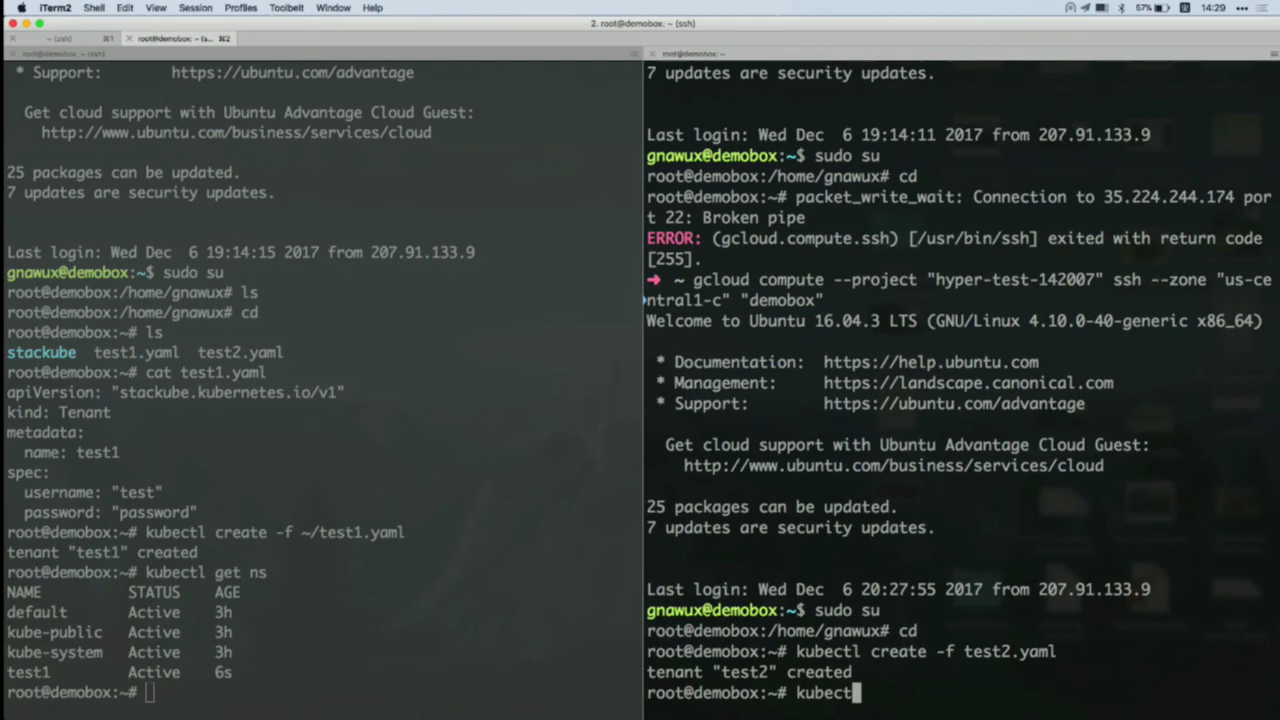 iTerm2 Shell Edit View Session Profiles Toolbelt Window Help 67% 14:29
2. root@demobox: ~ (ssh)
~ (zsh) ⌘1 root@demobox: ~ (s... ⌘2
root@demobox: ~ (ssh)
* Support: https://ubuntu.com/advantage
Get cloud support with Ubuntu Advantage Cloud Guest:
http://www.ubuntu.com/business/services/cloud
25 packages can be updated.
7 updates are security updates.
Last login: Wed Dec 6 19:14:15 2017 from 207.91.133.9
gnawux@demobox:~$ sudo su
root@demobox:/home/gnawux# ls
root@demobox:/home/gnawux# cd
root@demobox:~# ls
stackube test1.yaml test2.yaml
root@demobox:~# cat test1.yaml
apiVersion: "stackube.kubernetes.io/v1"
kind: Tenant
metadata:
name: test1
spec:
username: "test"
password: "password"
root@demobox:~# kubectl create -f ~/test1.yaml
tenant "test1" created
root@demobox:~# kubectl get ns
NAME STATUS AGE
default Active 3h
kube-public Active 3h
kube-system Active 3h
test1 Active 6s
root@demobox:~#
root@demobox: ~
7 updates are security updates.
Last login: Wed Dec 6 19:14:11 2017 from 207.91.133.9
gnawux@demobox:~$ sudo su
root@demobox:/home/gnawux# cd
root@demobox:~# packet_write_wait: Connection to 35.224.244.174 por
t 22: Broken pipe
ERROR: (gcloud.compute.ssh) [/usr/bin/ssh] exited with return code
[255].
➜ ~ gcloud compute --project "hyper-test-142007" ssh --zone "us-ce
ntral1-c" "demobox"
Welcome to Ubuntu 16.04.3 LTS (GNU/Linux 4.10.0-40-generic x86_64)
* Documentation: https://help.ubuntu.com
* Management: https://landscape.canonical.com
* Support: https://ubuntu.com/advantage
Get cloud support with Ubuntu Advantage Cloud Guest:
http://www.ubuntu.com/business/services/cloud
25 packages can be updated.
7 updates are security updates.
Last login: Wed Dec 6 20:27:55 2017 from 207.91.133.9
gnawux@demobox:~$ sudo su
root@demobox:/home/gnawux# cd
root@demobox:~# kubectl create -f test2.yaml
tenant "test2" created
root@demobox:~# kubect